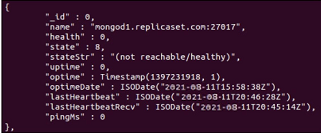 {
"_id" : 0,
"name" : "mongod1.replicaset.com:27017",
"health" : 0,
"state" : 8,
"stateStr" : "(not reachable/healthy)",
"uptime" : 0,
"optime" : Timestamp(1397231918, 1),
"optimeDate" : ISODate("2021-08-11T15:58:38Z"),
"lastHeartbeat" : ISODate("2021-08-11T20:46:28Z"),
"lastHeartbeatRecv" : ISODate("2021-08-11T20:45:14Z"),
"pingMs" : 0
},